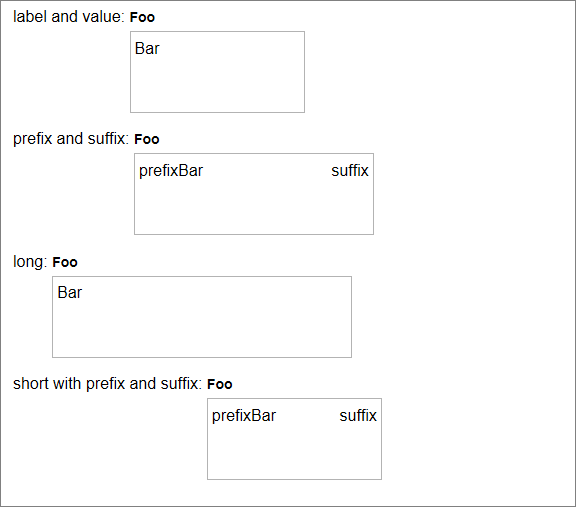 label and value: Foo
Bar
prefix and suffix: Foo
prefixBar suffix
long: Foo
Bar
short with prefix and suffix: Foo
prefixBar suffix